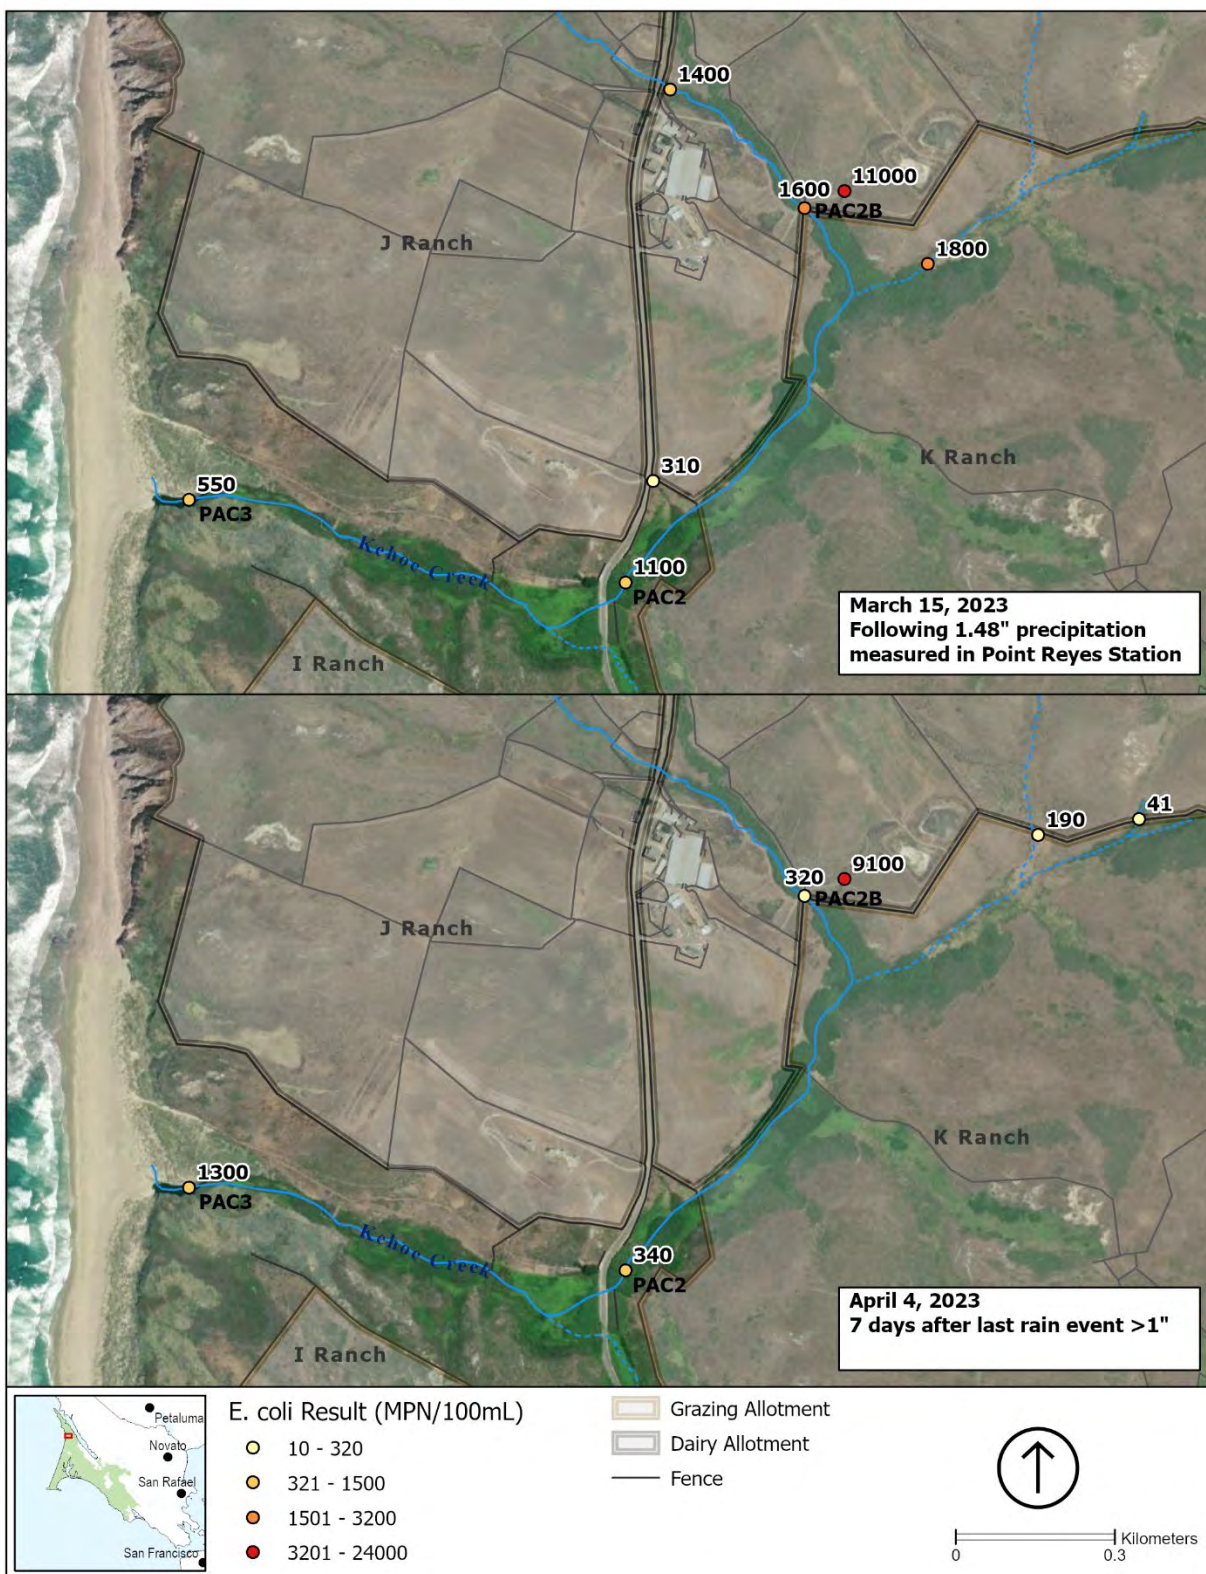 1400
1600
11000
PAC2B
J Ranch
1800
K Ranch
310
550
PAC3
Kehoe Creek
1100
PAC2
I Ranch
March 15, 2023
Following 1.48" precipitation
measured in Point Reyes Station
41
190
9100
320
PAC2B
J Ranch
K Ranch
1300
PAC3
Kehoe Creek
340
PAC2
I Ranch
April 4, 2023
7 days after last rain event >1"
Petaluma
Novato
San Rafael
San Francisco
E. coli Result (MPN/100mL)
10 - 320
321 - 1500
1501 - 3200
3201 - 24000
Grazing Allotment
Dairy Allotment
Fence
Kilometers
0
0.3